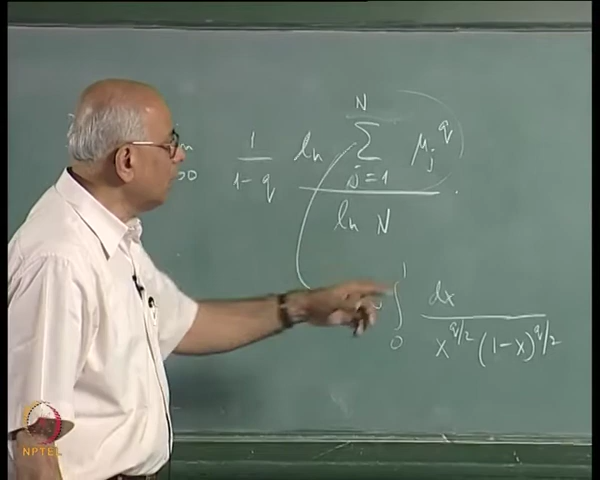 1/(1-q) ln Σ_{j=1}^{N} μ_j^q / ln N .
∫_0^1 dx / x^{q/2} (1-x)^{q/2}
NPTEL